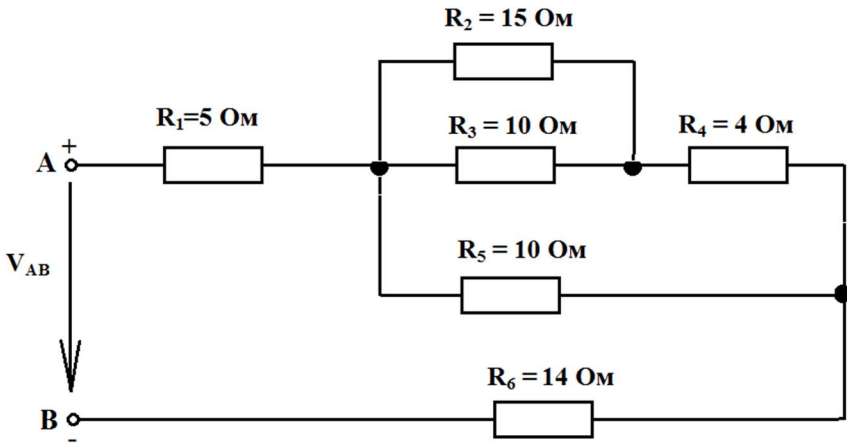 R₂ = 15 Ом
R₁=5 Ом
R₃ = 10 Ом
R₄ = 4 Ом
+
A
R₅ = 10 Ом
V_AB
R₆ = 14 Ом
B
-